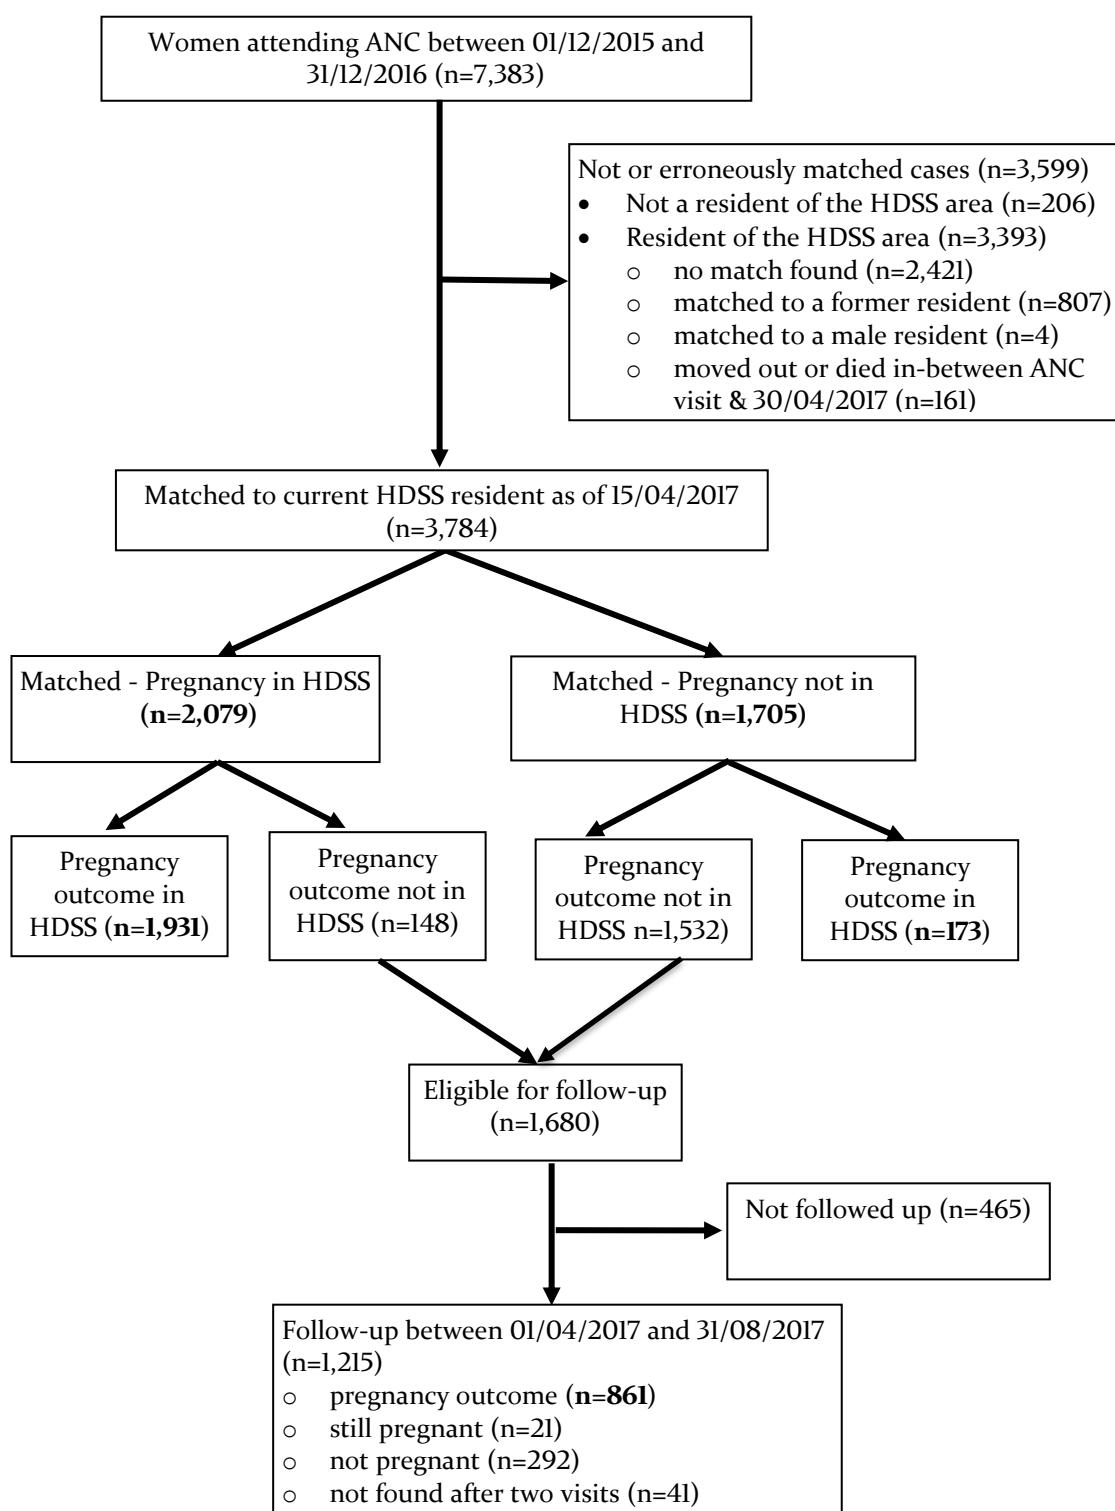 Women attending ANC between 01/12/2015 and
31/12/2016 (n=7,383)
Not or erroneously matched cases (n=3,599)
• Not a resident of the HDSS area (n=206)
• Resident of the HDSS area (n=3,393)
o no match found (n=2,421)
o matched to a former resident (n=807)
o matched to a male resident (n=4)
o moved out or died in-between ANC
visit & 30/04/2017 (n=161)
Matched to current HDSS resident as of 15/04/2017
(n=3,784)
Matched - Pregnancy in HDSS
(n=2,079)
Matched - Pregnancy not in
HDSS (n=1,705)
Pregnancy
outcome in
HDSS (n=1,931)
Pregnancy
outcome not in
HDSS (n=148)
Pregnancy
outcome not in
HDSS n=1,532)
Pregnancy
outcome in
HDSS (n=173)
Eligible for follow-up
(n=1,680)
Not followed up (n=465)
Follow-up between 01/04/2017 and 31/08/2017
(n=1,215)
o pregnancy outcome (n=861)
o still pregnant (n=21)
o not pregnant (n=292)
o not found after two visits (n=41)